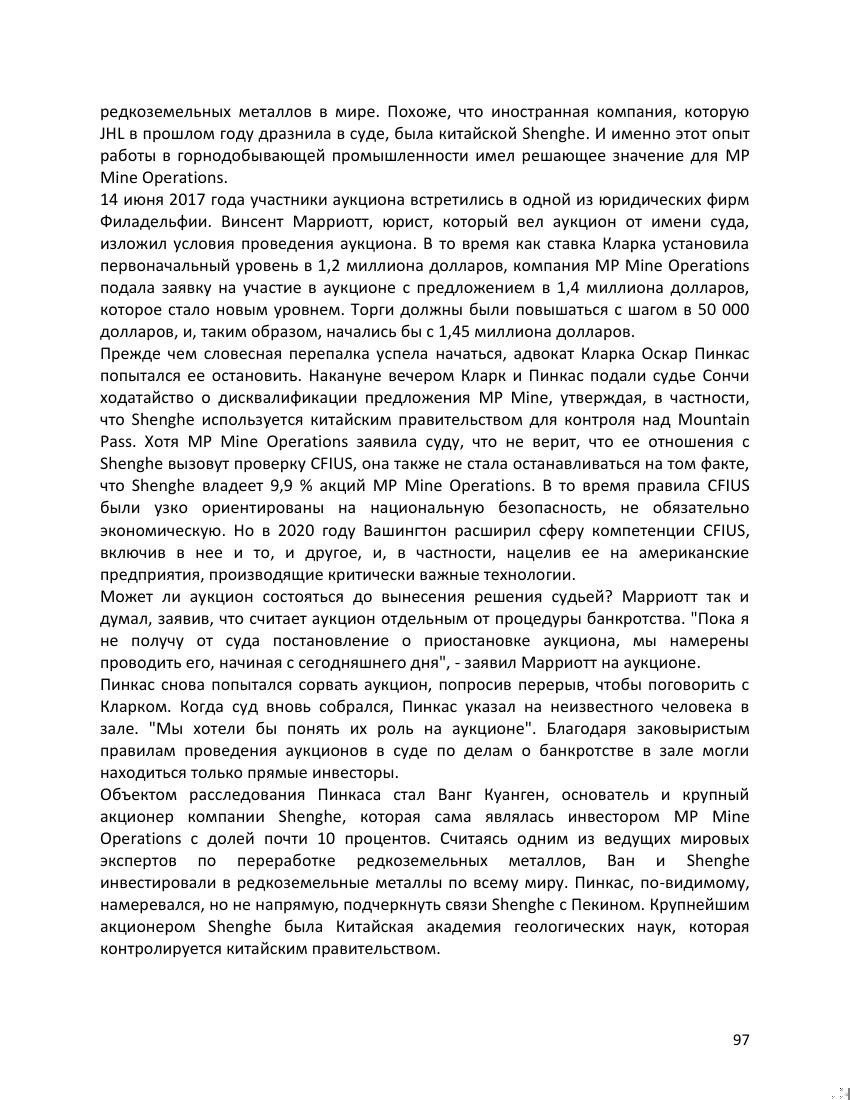 редкоземельных металлов в мире. Похоже, что иностранная компания, которую
JHL в прошлом году дразнила в суде, была китайской Shenghe. И именно этот опыт
работы в горнодобывающей промышленности имел решающее значение для MP
Mine Operations.
14 июня 2017 года участники аукциона встретились в одной из юридических фирм
Филадельфии. Винсент Марриотт, юрист, который вел аукцион от имени суда,
изложил условия проведения аукциона. В то время как ставка Кларка установила
первоначальный уровень в 1,2 миллиона долларов, компания MP Mine Operations
подала заявку на участие в аукционе с предложением в 1,4 миллиона долларов,
которое стало новым уровнем. Торги должны были повышаться с шагом в 50 000
долларов, и, таким образом, начались бы с 1,45 миллиона долларов.
Прежде чем словесная перепалка успела начаться, адвокат Кларка Оскар Пинкас
попытался ее остановить. Накануне вечером Кларк и Пинкас подали судье Сончи
ходатайство о дисквалификации предложения MP Mine, утверждая, в частности,
что Shenghe используется китайским правительством для контроля над Mountain
Pass. Хотя MP Mine Operations заявила суду, что не верит, что ее отношения с
Shenghe вызовут проверку CFIUS, она также не стала останавливаться на том факте,
что Shenghe владеет 9,9 % акций MP Mine Operations. В то время правила CFIUS
были узко ориентированы на национальную безопасность, не обязательно
экономическую. Но в 2020 году Вашингтон расширил сферу компетенции CFIUS,
включив в нее и то, и другое, и, в частности, нацелив ее на американские
предприятия, производящие критически важные технологии.
Может ли аукцион состояться до вынесения решения судьей? Марриотт так и
думал, заявив, что считает аукцион отдельным от процедуры банкротства. "Пока я
не получу от суда постановление о приостановке аукциона, мы намерены
проводить его, начиная с сегодняшнего дня", - заявил Марриотт на аукционе.
Пинкас снова попытался сорвать аукцион, попросив перерыв, чтобы поговорить с
Кларком. Когда суд вновь собрался, Пинкас указал на неизвестного человека в
зале. "Мы хотели бы понять их роль на аукционе". Благодаря заковыристым
правилам проведения аукционов в суде по делам о банкротстве в зале могли
находиться только прямые инвесторы.
Объектом расследования Пинкаса стал Ванг Куанген, основатель и крупный
акционер компании Shenghe, которая сама являлась инвестором MP Mine
Operations с долей почти 10 процентов. Считаясь одним из ведущих мировых
экспертов по переработке редкоземельных металлов, Ван и Shenghe
инвестировали в редкоземельные металлы по всему миру. Пинкас, по-видимому,
намеревался, но не напрямую, подчеркнуть связи Shenghe с Пекином. Крупнейшим
акционером Shenghe была Китайская академия геологических наук, которая
контролируется китайским правительством.
97